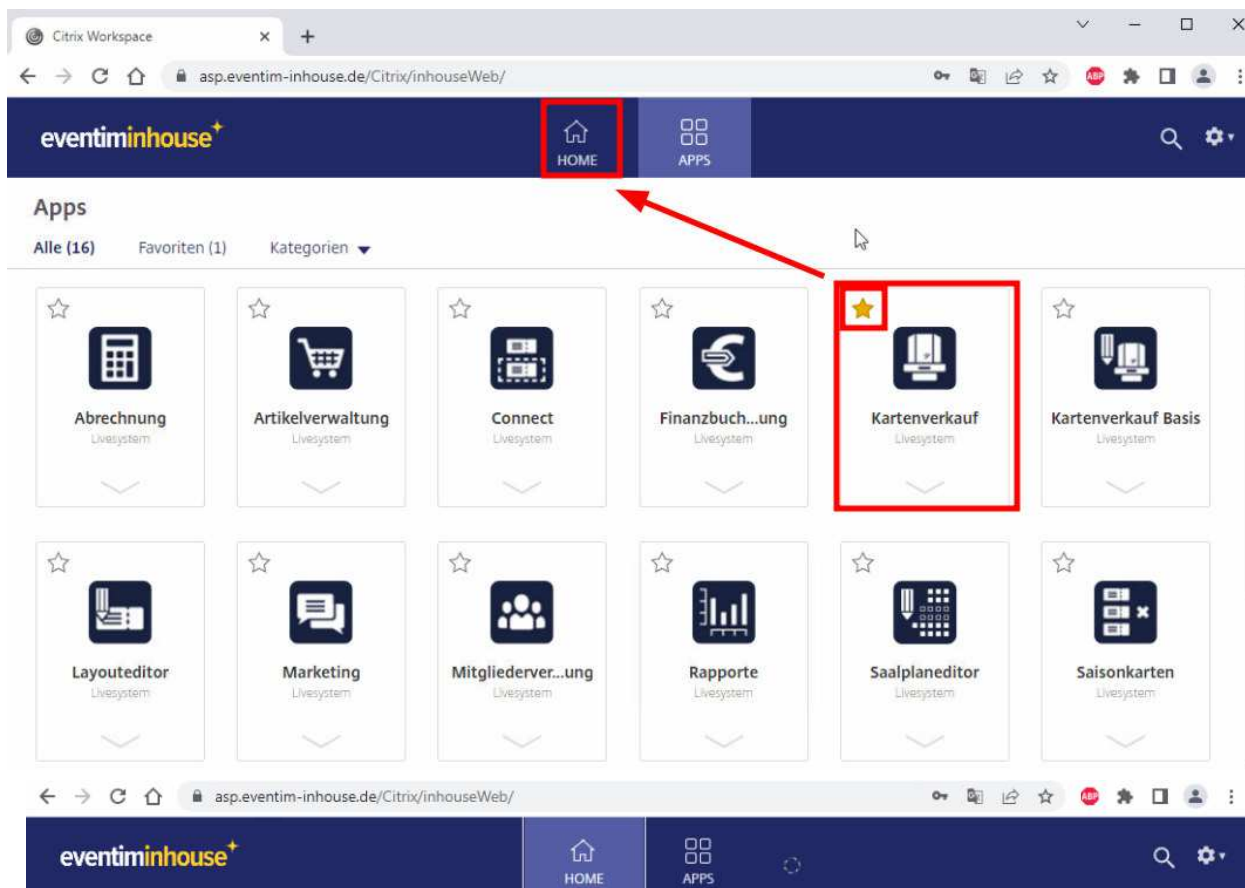 Citrix Workspace
asp.eventim-inhouse.de/Citrix/inhouseWeb/
ABP
eventiminhouse
HOME
APPS
Apps
Alle (16) Favoriten (1) Kategorien
Abrechnung Artikelverwaltung Connect Finanzbuch...ung Kartenverkauf Kartenverkauf Basis
Livesystem Livesystem Livesystem Livesystem Livesystem Livesystem
Layouteditor Marketing Mitgliederver...ung Rapporte Saalplaneditor Saisonkarten
Livesystem Livesystem Livesystem Livesystem Livesystem Livesystem
asp.eventim-inhouse.de/Citrix/inhouseWeb/
ABP
eventiminhouse
HOME
APPS